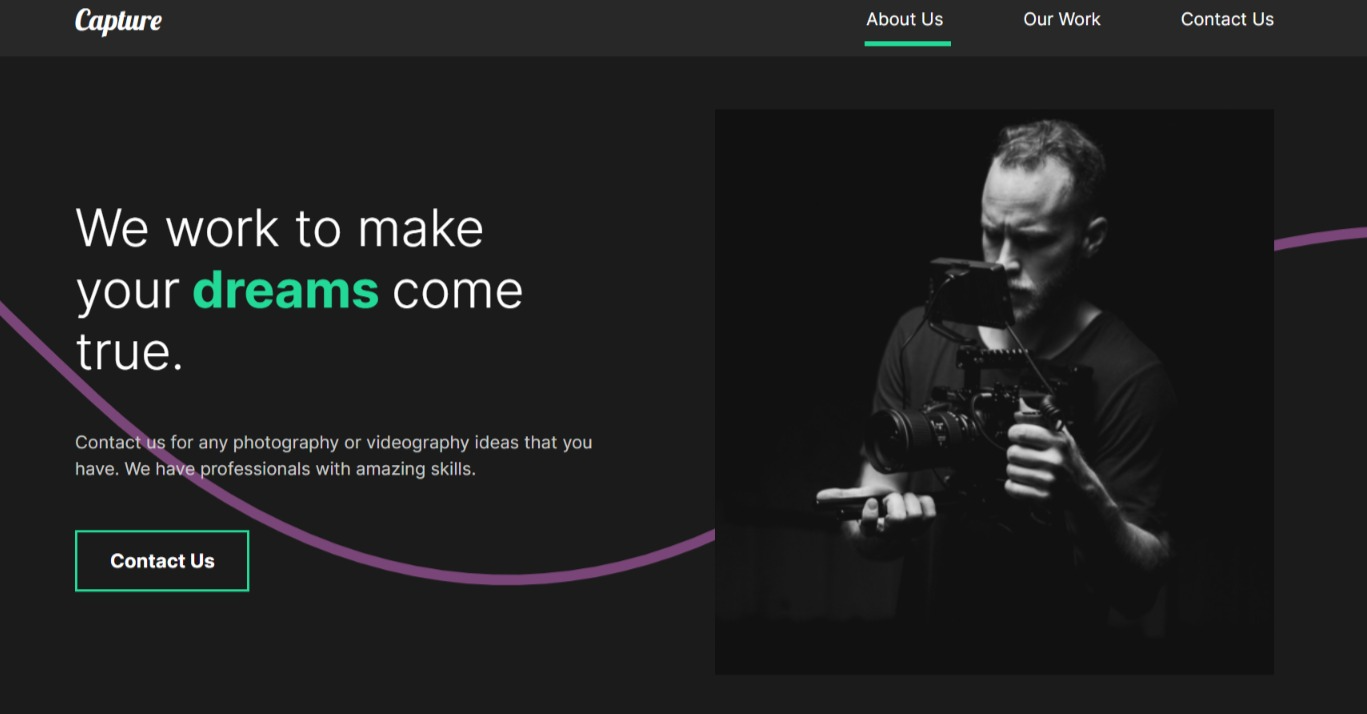 Capture
About Us
Our Work
Contact Us
We work to make
your dreams come
true.
Contact us for any photography or videography ideas that you
have. We have professionals with amazing skills.
Contact Us